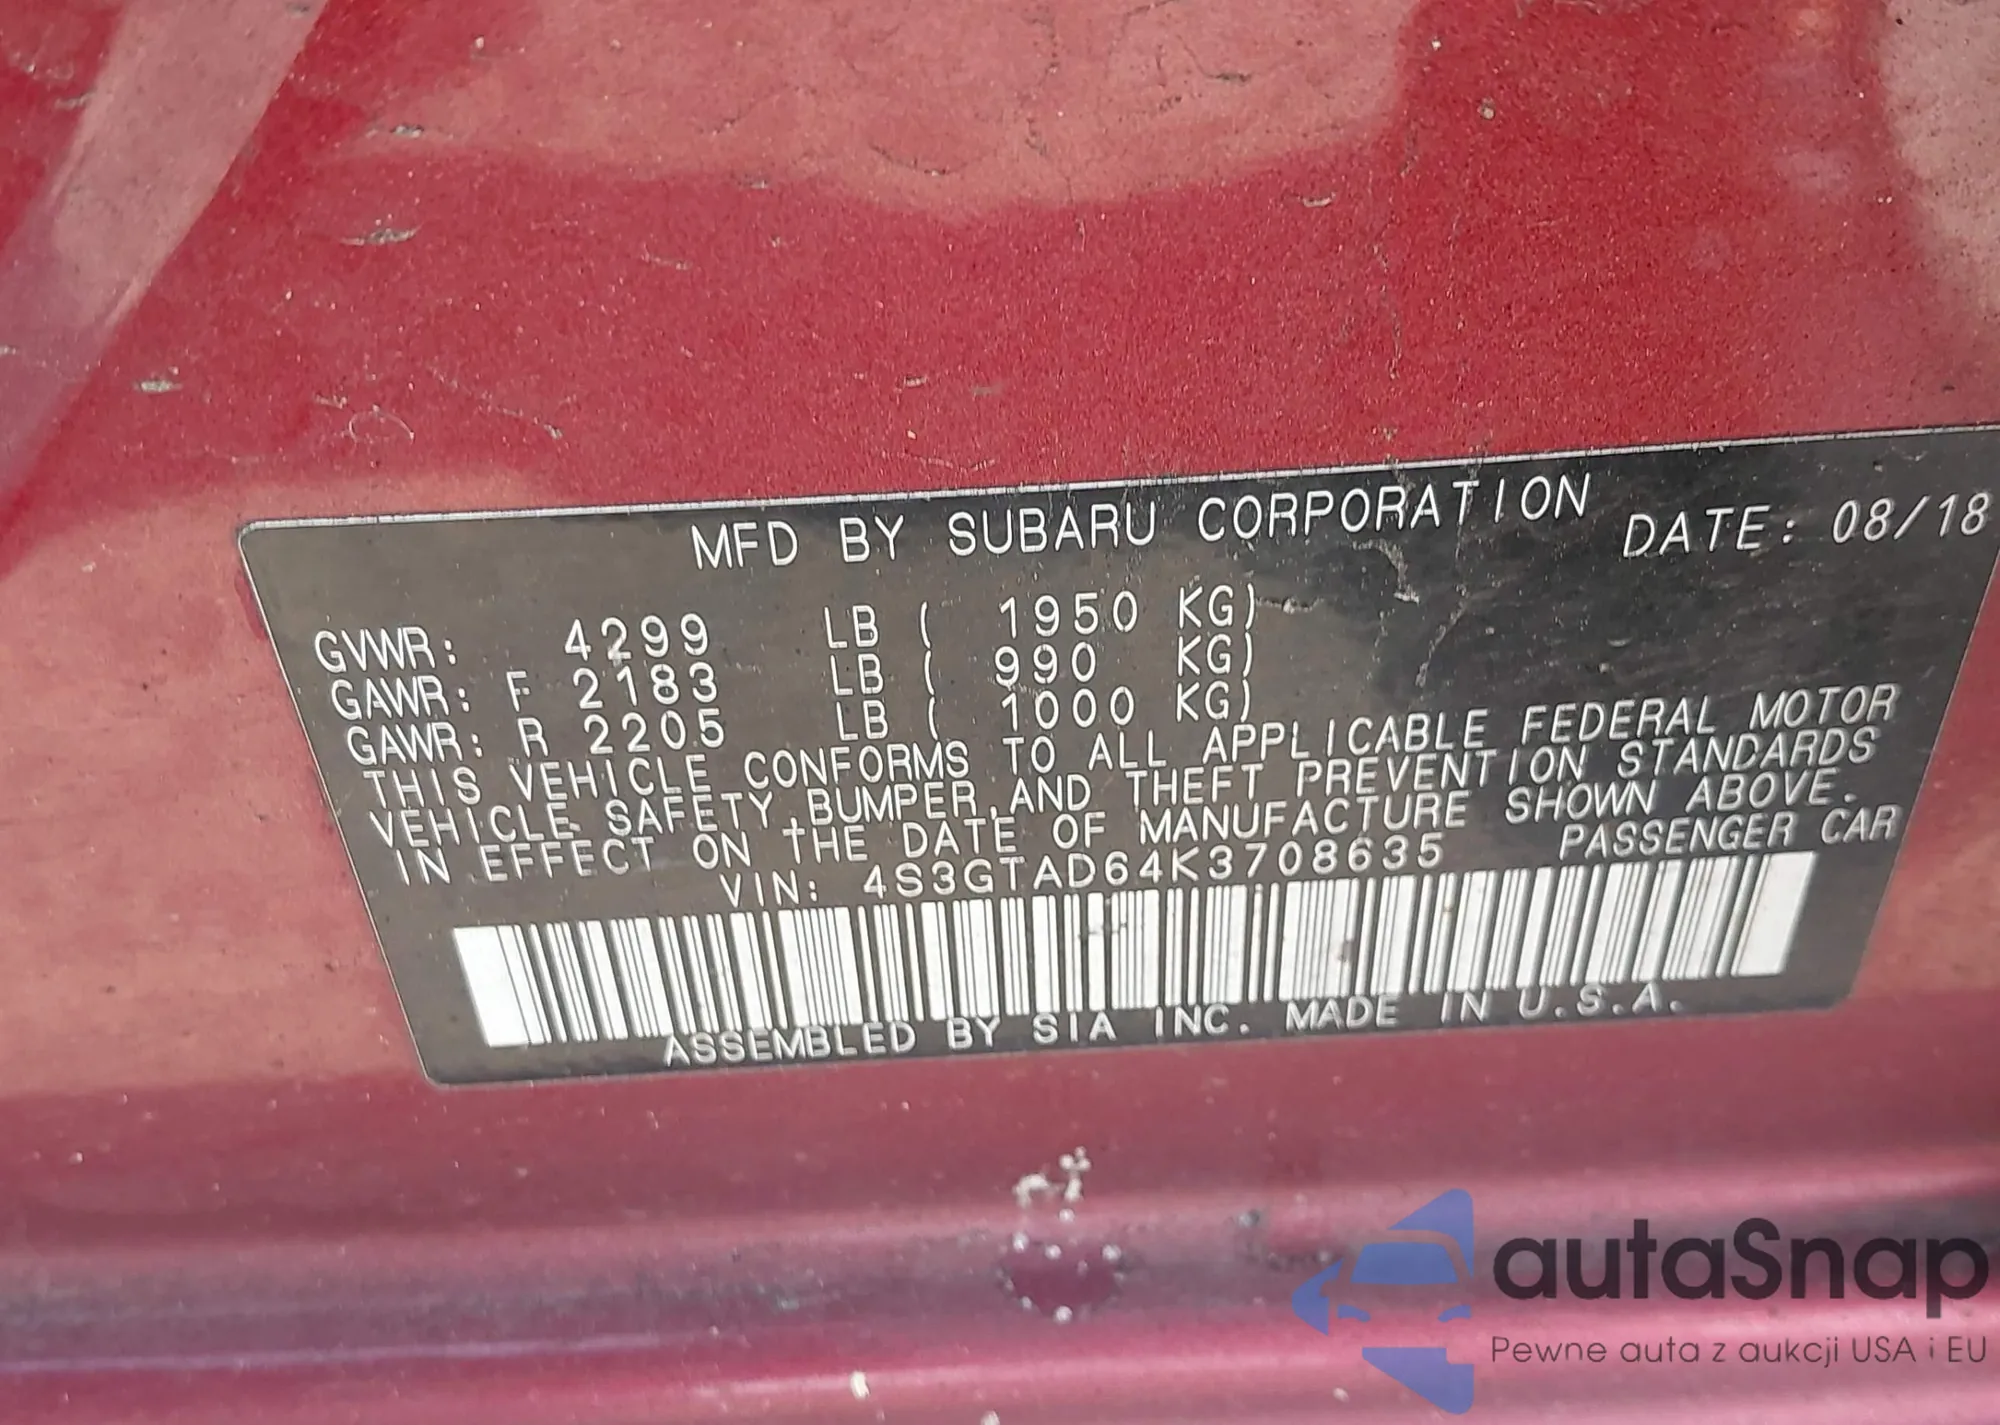 MFD BY SUBARU CORPORATION DATE: 08/18
GVWR: 4299 LB ( 1950 KG)
GAWR: F 2183 LB ( 990 KG)
GAWR: R 2205 LB ( 1000 KG)
THIS VEHICLE CONFORMS TO ALL APPLICABLE FEDERAL MOTOR
VEHICLE SAFETY, BUMPER, AND THEFT PREVENTION STANDARDS
IN EFFECT ON THE DATE OF MANUFACTURE SHOWN ABOVE.
VIN: 4S3GTAD64K3708635 PASSENGER CAR
ASSEMBLED BY SIA INC. MADE IN U.S.A.
autaSnap
Pewne auta z aukcji USA i EU